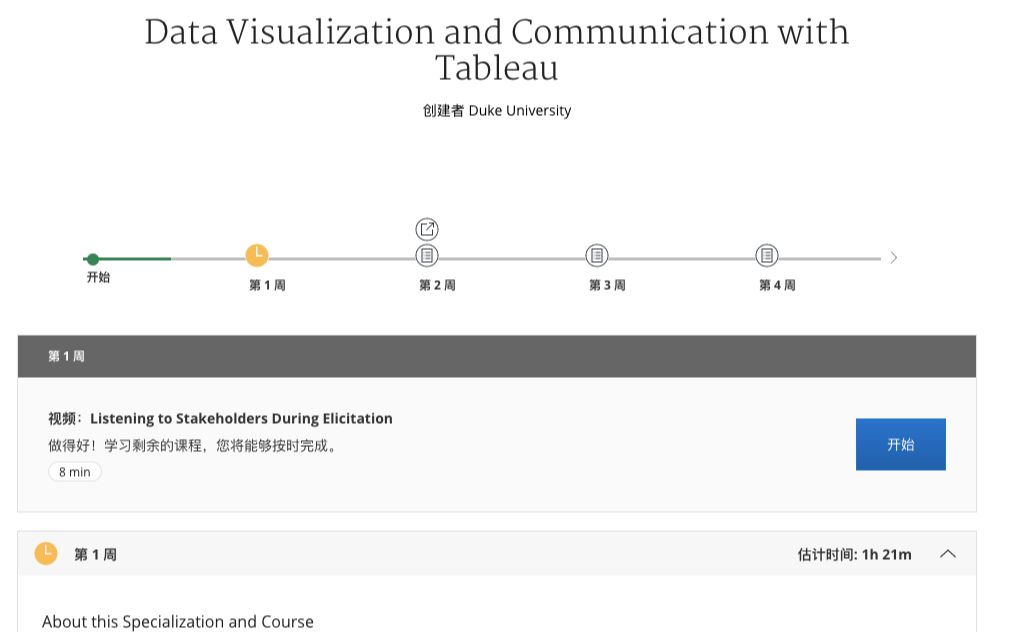 Data Visualization and Communication with
Tableau
创建者 Duke University
开始
第 1 周
第 2 周
第 3 周
第 4 周
第 1 周
视频：Listening to Stakeholders During Elicitation
做得好！学习剩余的课程，您将能够按时完成。
开始
8 min
第 1 周
估计时间: 1h 21m
About this Specialization and Course